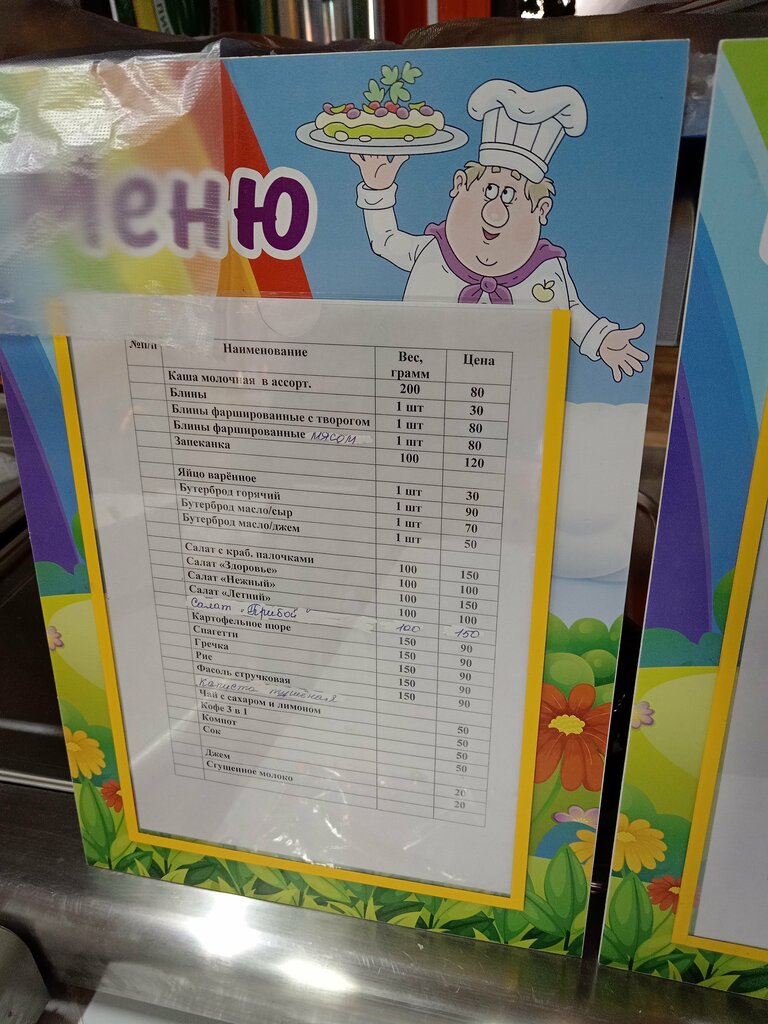 Меню
№п/п Наименование Вес, грамм Цена
Каша молочная в ассорт. 200 80
Блины 1 шт 30
Блины фаршированные с творогом 1 шт 80
Блины фаршированные мясом 1 шт 80
Запеканка 100 120
Яйцо варённое 1 шт 30
Бутерброд горячий 1 шт 90
Бутерброд масло/сыр 1 шт 70
Бутерброд масло/джем 1 шт 50
Салат с краб. палочками 100 150
Салат «Здоровье» 100 100
Салат «Нежный» 100 150
Салат «Летний» 100 100
Салат "Прибой" 100 150
Картофельное пюре 150 90
Спагетти 150 90
Гречка 150 90
Рис 150 90
Фасоль стручковая 150 90
капуста тушёная
Чай с сахаром и лимоном 50
Кофе 3 в 1 50
Компот 50
Сок 50
Джем 20
Сгущенное молоко 20